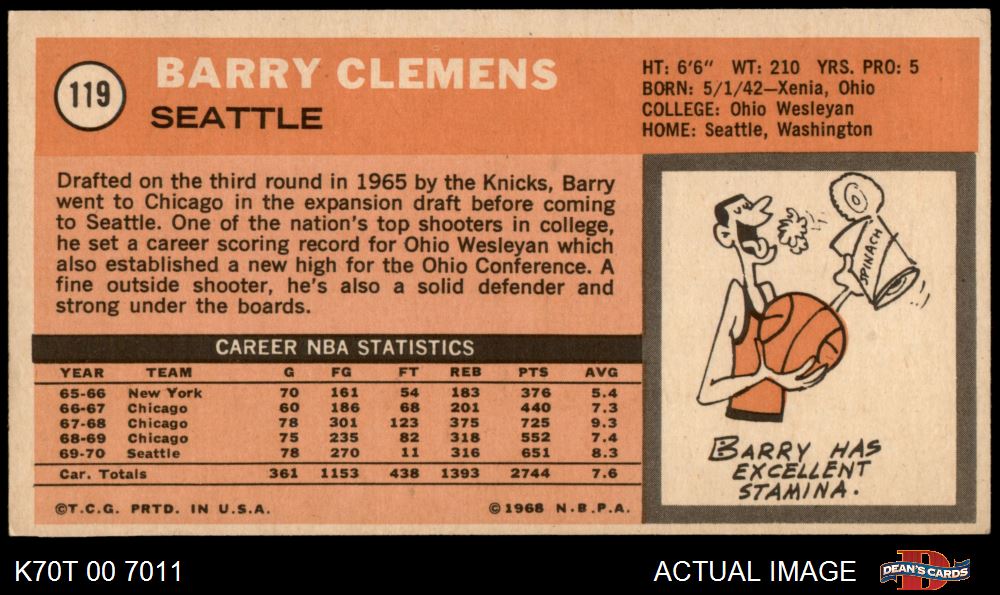 119
BARRY CLEMENS
SEATTLE
HT: 6'6" WT: 210 YRS. PRO: 5
BORN: 5/1/42—Xenia, Ohio
COLLEGE: Ohio Wesleyan
HOME: Seattle, Washington
Drafted on the third round in 1965 by the Knicks, Barry
went to Chicago in the expansion draft before coming
to Seattle. One of the nation's top shooters in college,
he set a career scoring record for Ohio Wesleyan which
also established a new high for the Ohio Conference. A
fine outside shooter, he's also a solid defender and
strong under the boards.
SPINACH
BARRY HAS
EXCELLENT
STAMINA.
CAREER NBA STATISTICS
YEAR TEAM G FG FT REB PTS AVG
65-66 New York 70 161 54 183 376 5.4
66-67 Chicago 60 186 68 201 440 7.3
67-68 Chicago 78 301 123 375 725 9.3
68-69 Chicago 75 235 82 318 552 7.4
69-70 Seattle 78 270 11 316 651 8.3
Car. Totals 361 1153 438 1393 2744 7.6
©T.C.G. PRTD. IN U.S.A. ©1968 N.B.P.A.
K70T 00 7011
ACTUAL IMAGE
D
DEAN'S CARDS